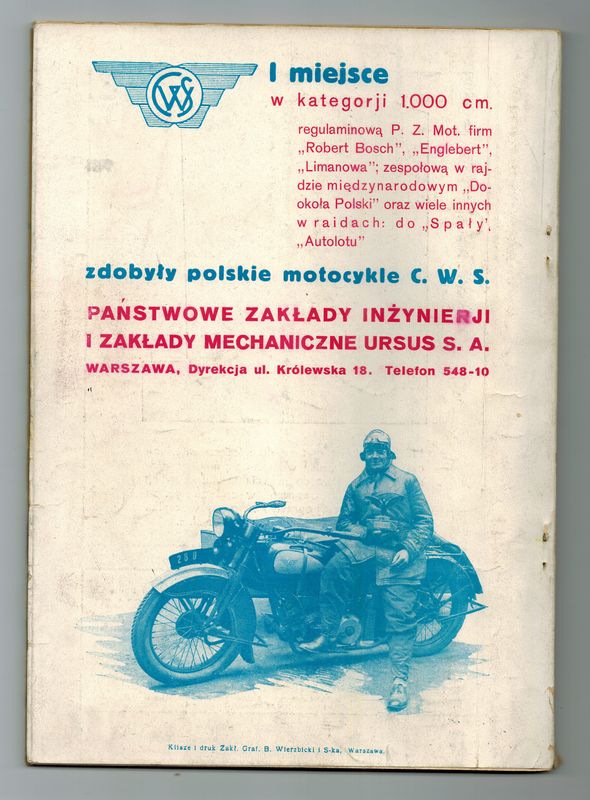 CWS
I miejsce
w kategorji 1.000 cm.
regulaminową P. Z. Mot. firm
„Robert Bosch”, „Englebert”,
„Limanowa”; zespołową w raj-
dzie międzynarodowym „Do-
okoła Polski” oraz wiele innych
w raidach: do „Spały’,
„Autolotu”
zdobyły polskie motocykle C. W. S.
PAŃSTWOWE ZAKŁADY INŻYNIERJI
I ZAKŁADY MECHANICZNE URSUS S. A.
WARSZAWA, Dyrekcja ul. Królewska 18. Telefon 548-10
280
Klisze i druk Zakł. Graf. B. Wierzbicki i S-ka, Warszawa.